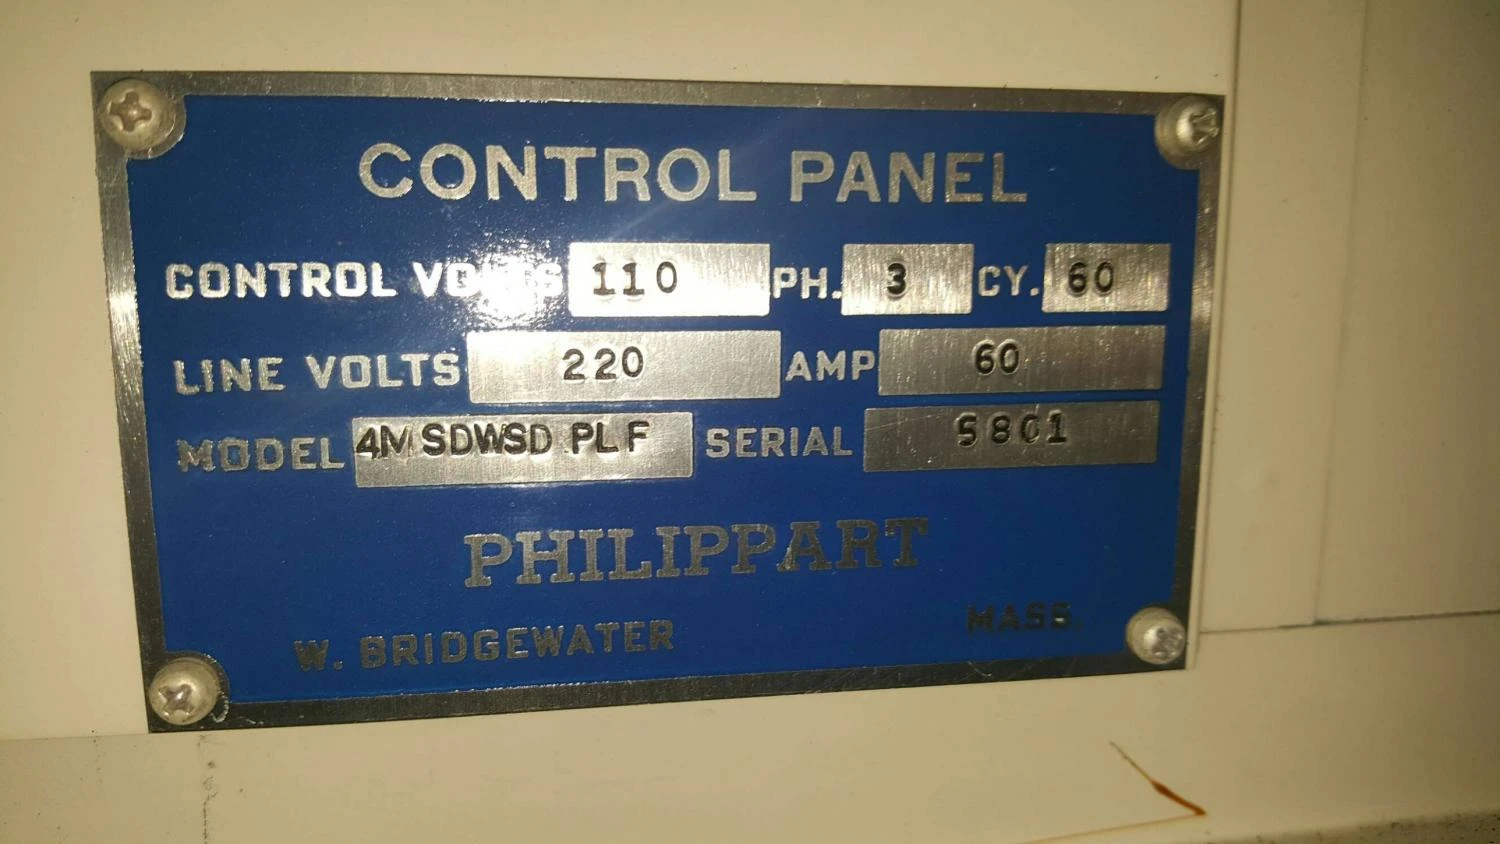 CONTROL PANEL
CONTROL VOLTS 110 PH. 3 CY. 60
LINE VOLTS 220 AMP 60
MODEL 4M SDWSD PLF SERIAL 5801
PHILIPPART
W. BRIDGEWATER MASS.